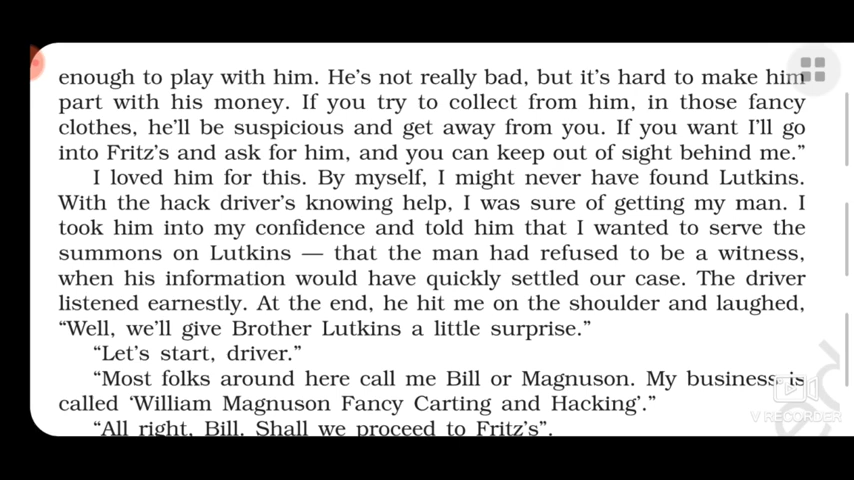 enough to play with him. He's not really bad, but it's hard to make him
part with his money. If you try to collect from him, in those fancy
clothes, he'll be suspicious and get away from you. If you want I'll go
into Fritz's and ask for him, and you can keep out of sight behind me.”
I loved him for this. By myself, I might never have found Lutkins.
With the hack driver's knowing help, I was sure of getting my man. I
took him into my confidence and told him that I wanted to serve the
summons on Lutkins — that the man had refused to be a witness,
when his information would have quickly settled our case. The driver
listened earnestly. At the end, he hit me on the shoulder and laughed,
“Well, we'll give Brother Lutkins a little surprise.”
“Let's start, driver.”
“Most folks around here call me Bill or Magnuson. My business is
called ‘William Magnuson Fancy Carting and Hacking’.”
V RECORDER
“All right, Bill. Shall we proceed to Fritz's”.